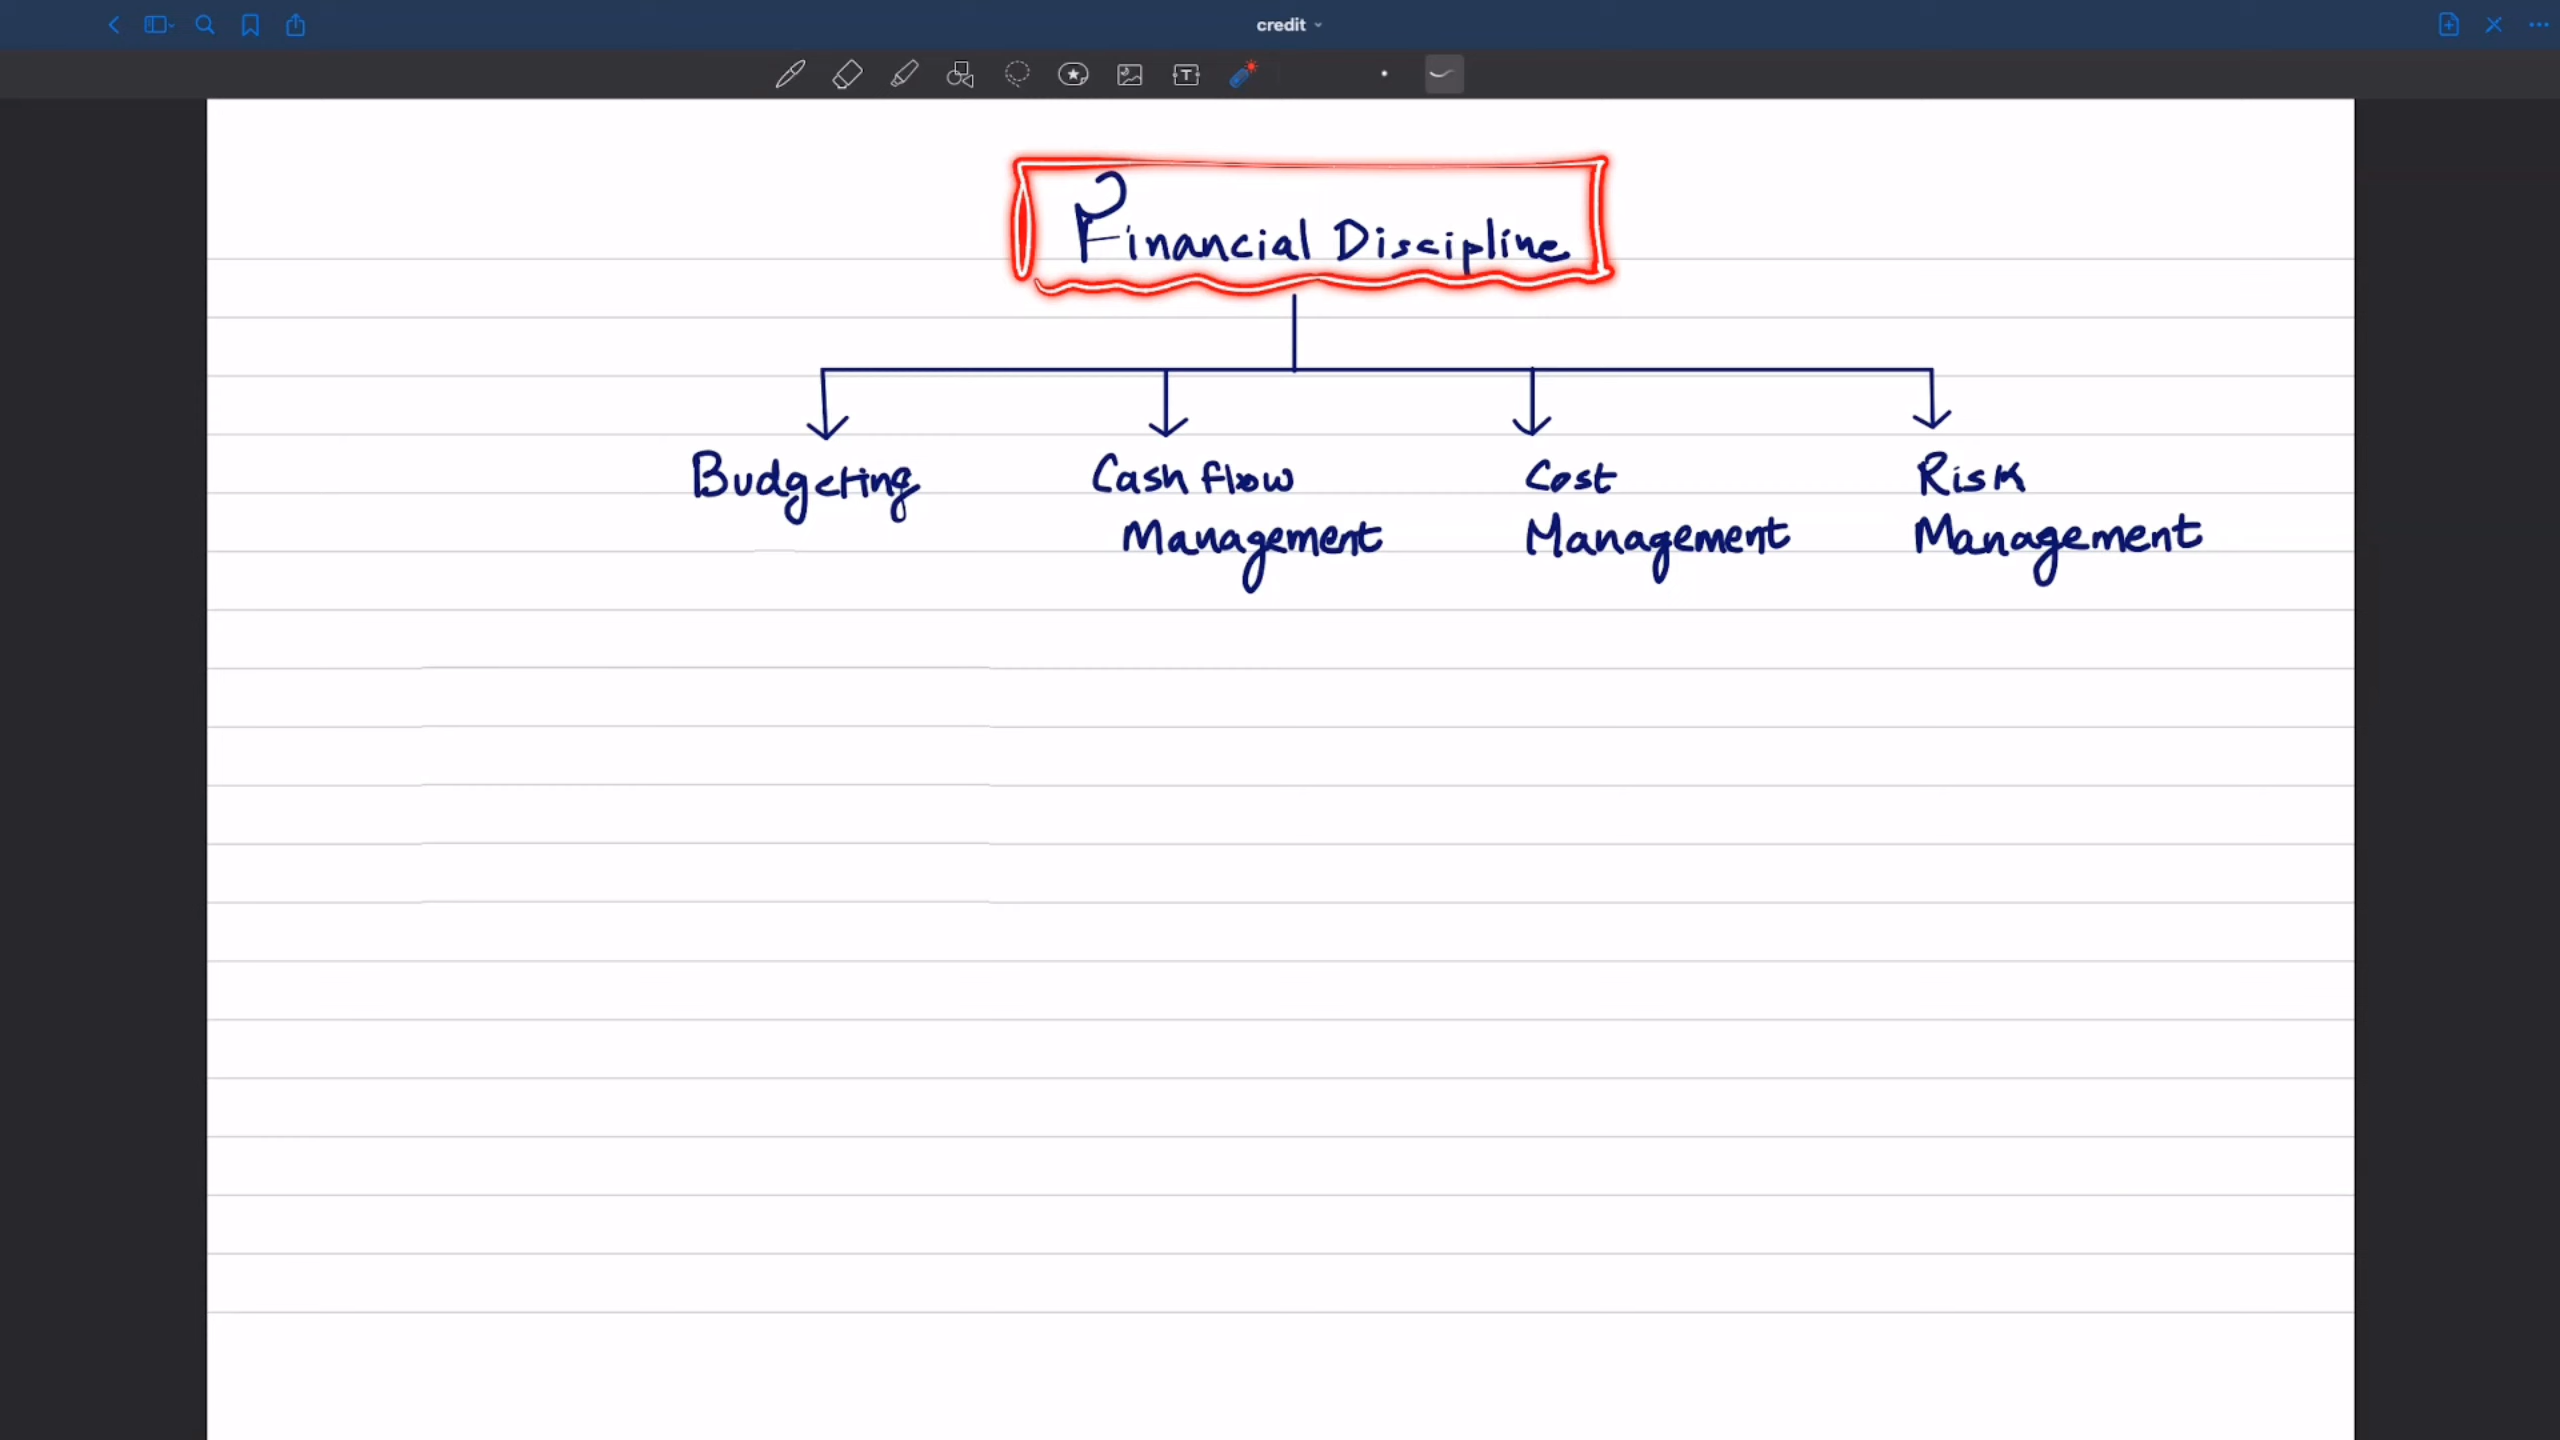 credit
Financial Discipline
Budgeting
Cash flow
Management
Cost
Management
Risk
Management